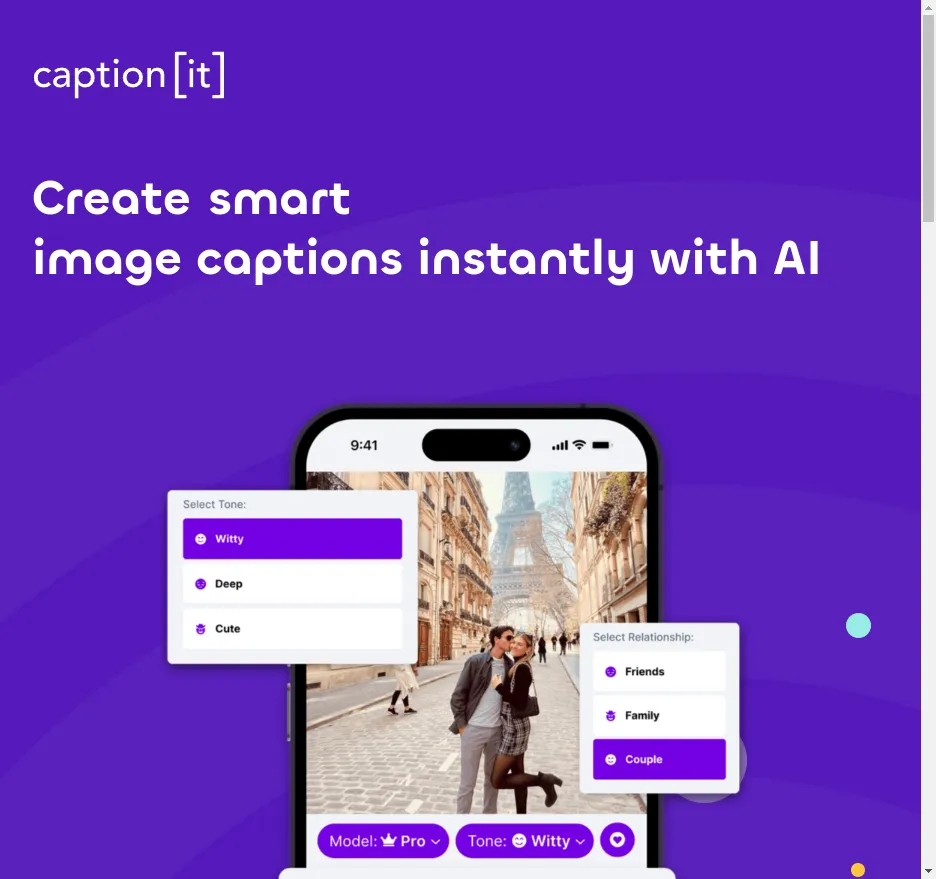 caption[it]
Create smart
image captions instantly with AI
9:41
Select Tone:
Witty
Deep
Cute
Select Relationship:
Friends
Family
Couple
Model: Pro
Tone: Witty